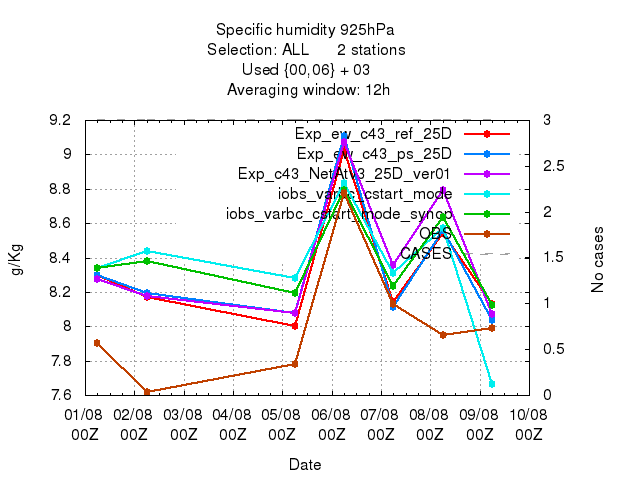 Specific humidity 925hPa
Selection: ALL 2 stations
Used {00,06} + 03
Averaging window: 12h
9.2
9
8.8
8.6
8.4
8.2
8
7.8
7.6
g/Kg
3
2.5
2
1.5
1
0.5
0
No cases
Exp_ew_c43_ref_25D
Exp_ew_c43_ps_25D
Exp_c43_NetAtv3_25D_ver01
iobs_varbc_cstart_mode
iobs_varbc_cstart_mode_synop
OBS
CASES
01/08 02/08 03/08 04/08 05/08 06/08 07/08 08/08 09/08 10/08
00Z 00Z 00Z 00Z 00Z 00Z 00Z 00Z 00Z 00Z
Date